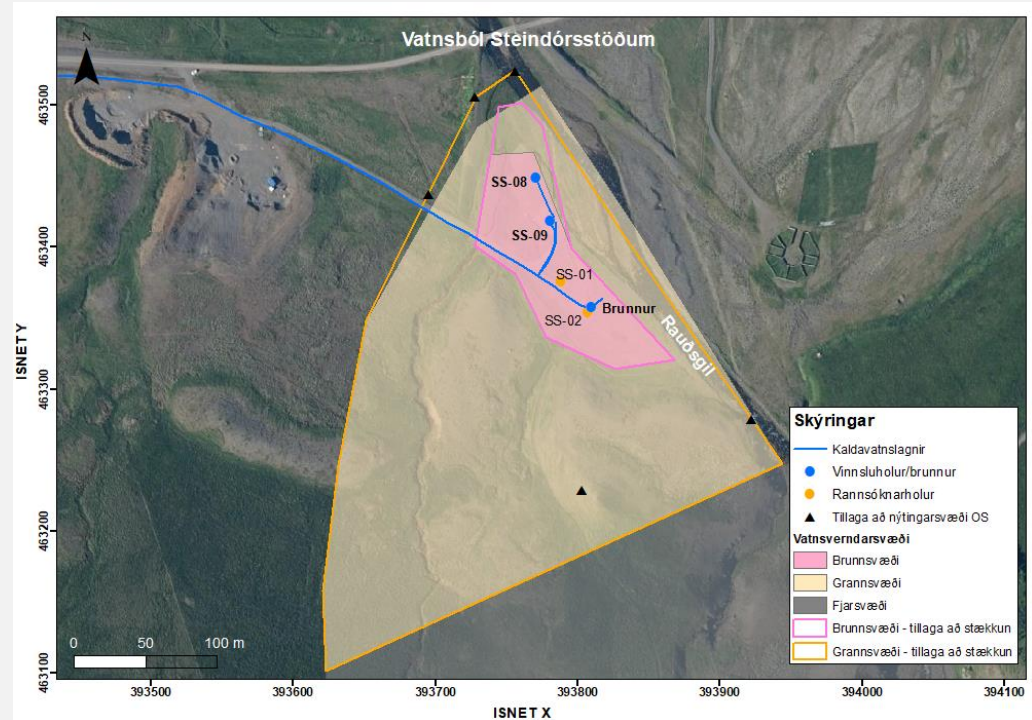 Vatnsból Steindórsstöðum
N
SS-08
SS-09
SS-01
Brunnur
SS-02
Rauðsgil
0 50 100 m
Skýringar
Kaldavatnslagnir
Vinnsluholur/brunnur
Rannsóknarholur
Tillaga að nýtingarsvæði OS
Vatnsverndarsvæði
Brunnsvæði
Grannsvæði
Fjarsvæði
Brunnsvæði - tillaga að stækkun
Grannsvæði - tillaga að stækkun
ISNET Y
463500
463400
463300
463200
463100
393500 393600 393700 393800 393900 394000 394100
ISNET X